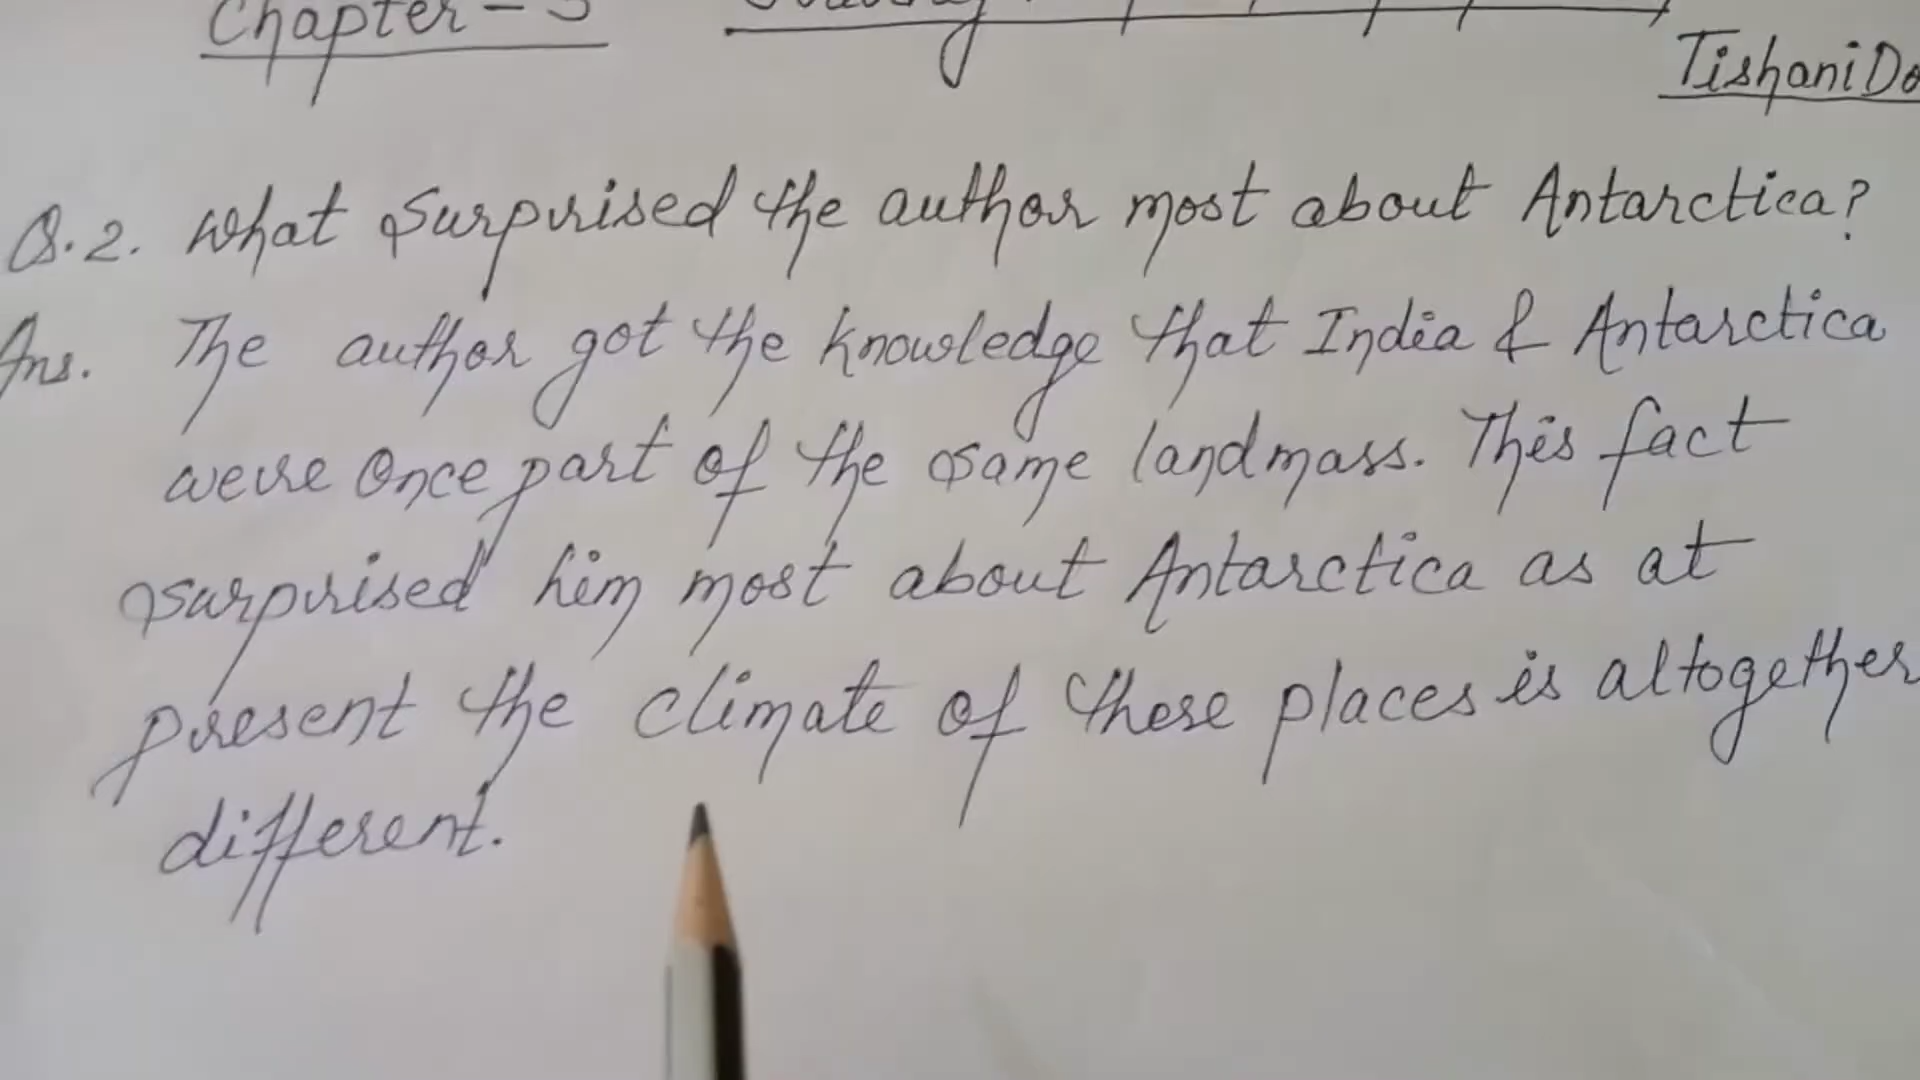 Chapter -
Tishani Do
Q.2. What surprised the author most about Antarctica?
Ans. The author got the knowledge that India & Antarctica
were once part of the same landmass. This fact
surprised him most about Antarctica as at
present the climate of these places is altogether
different.